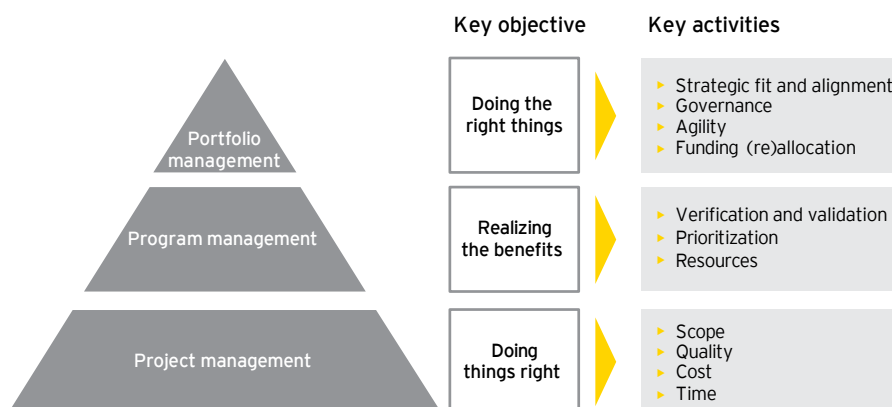 Key objective
Key activities
Portfolio
management
Doing the
right things
Strategic fit and alignment
Governance
Agility
Funding (re)allocation
Program management
Realizing
the benefits
Verification and validation
Prioritization
Resources
Project management
Doing
things right
Scope
Quality
Cost
Time